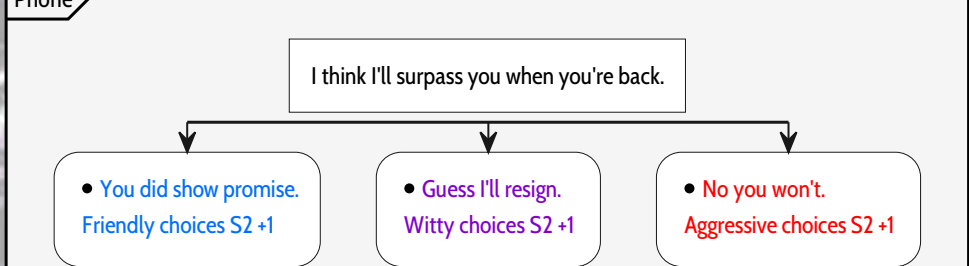 Phone
I think I'll surpass you when you're back.
• You did show promise.
Friendly choices S2 +1
• Guess I'll resign.
Witty choices S2 +1
• No you won't.
Aggressive choices S2 +1